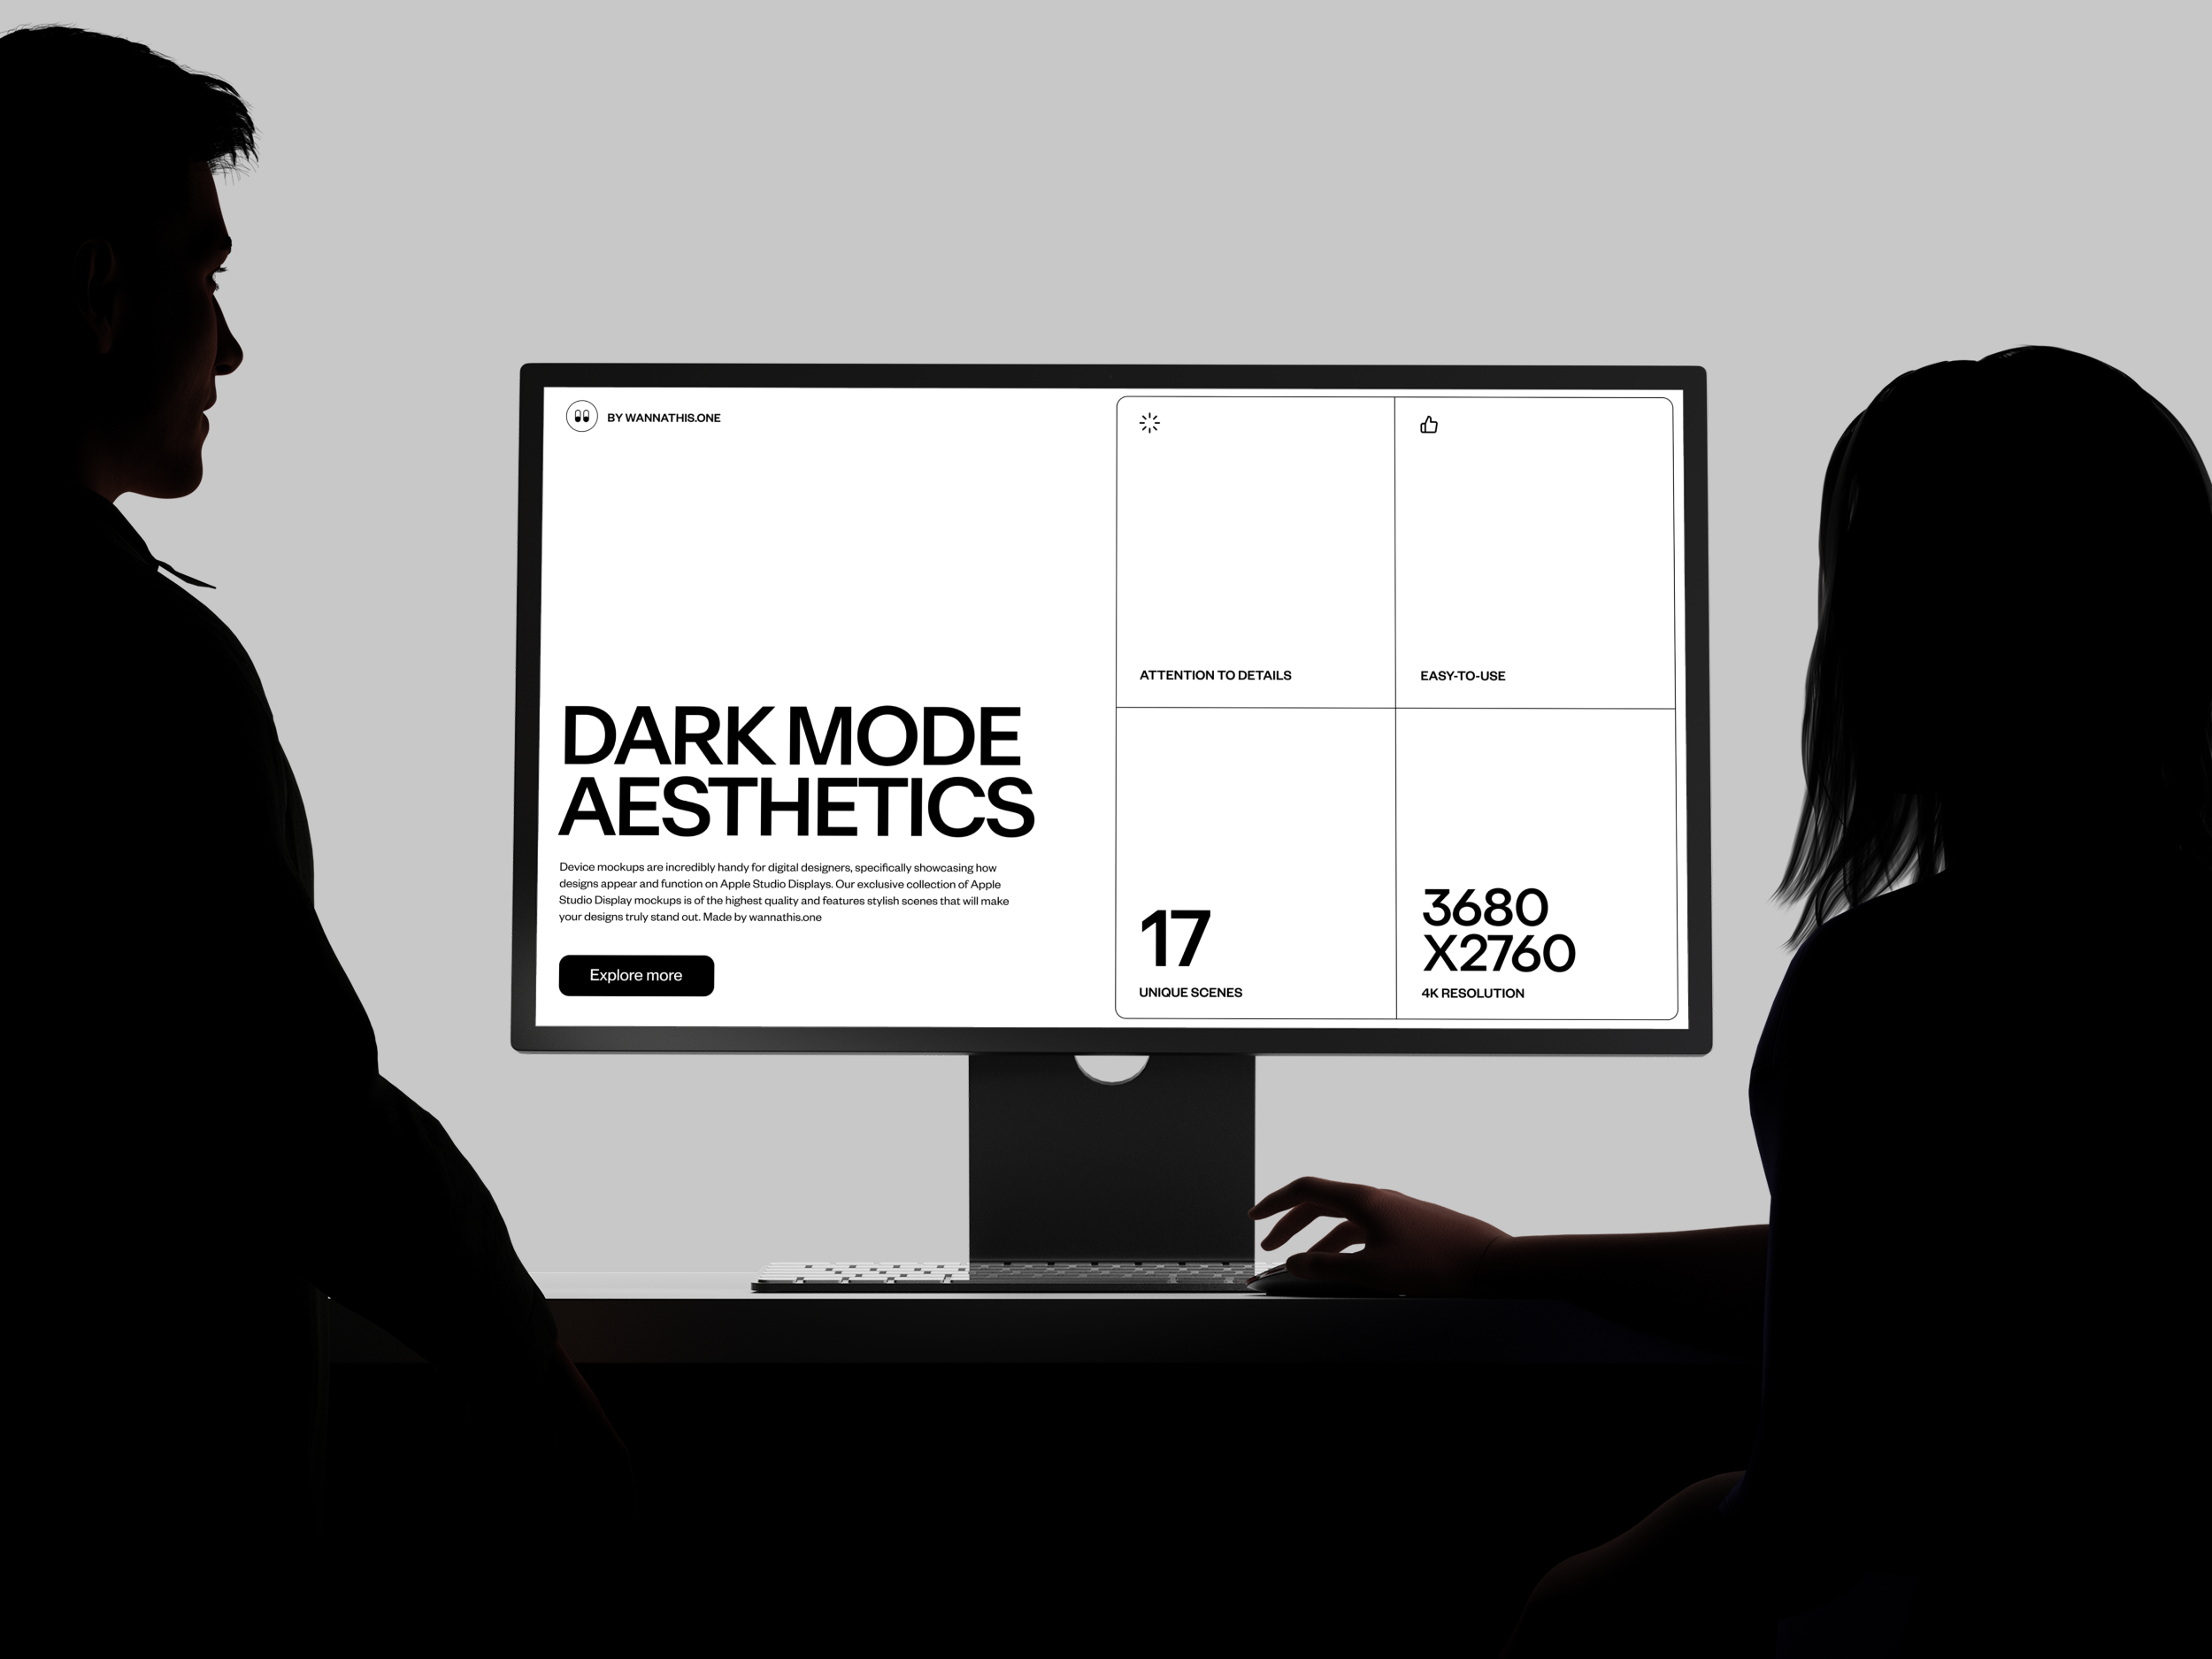 BY WANNATHIS.ONE
DARK MODE
AESTHETICS
Device mockups are incredibly handy for digital designers, specifically showcasing how
designs appear and function on Apple Studio Displays. Our exclusive collection of Apple
Studio Display mockups is of the highest quality and features stylish scenes that will make
your designs truly stand out. Made by wannathis.one
Explore more
ATTENTION TO DETAILS
EASY-TO-USE
17
UNIQUE SCENES
3680
X2760
4K RESOLUTION